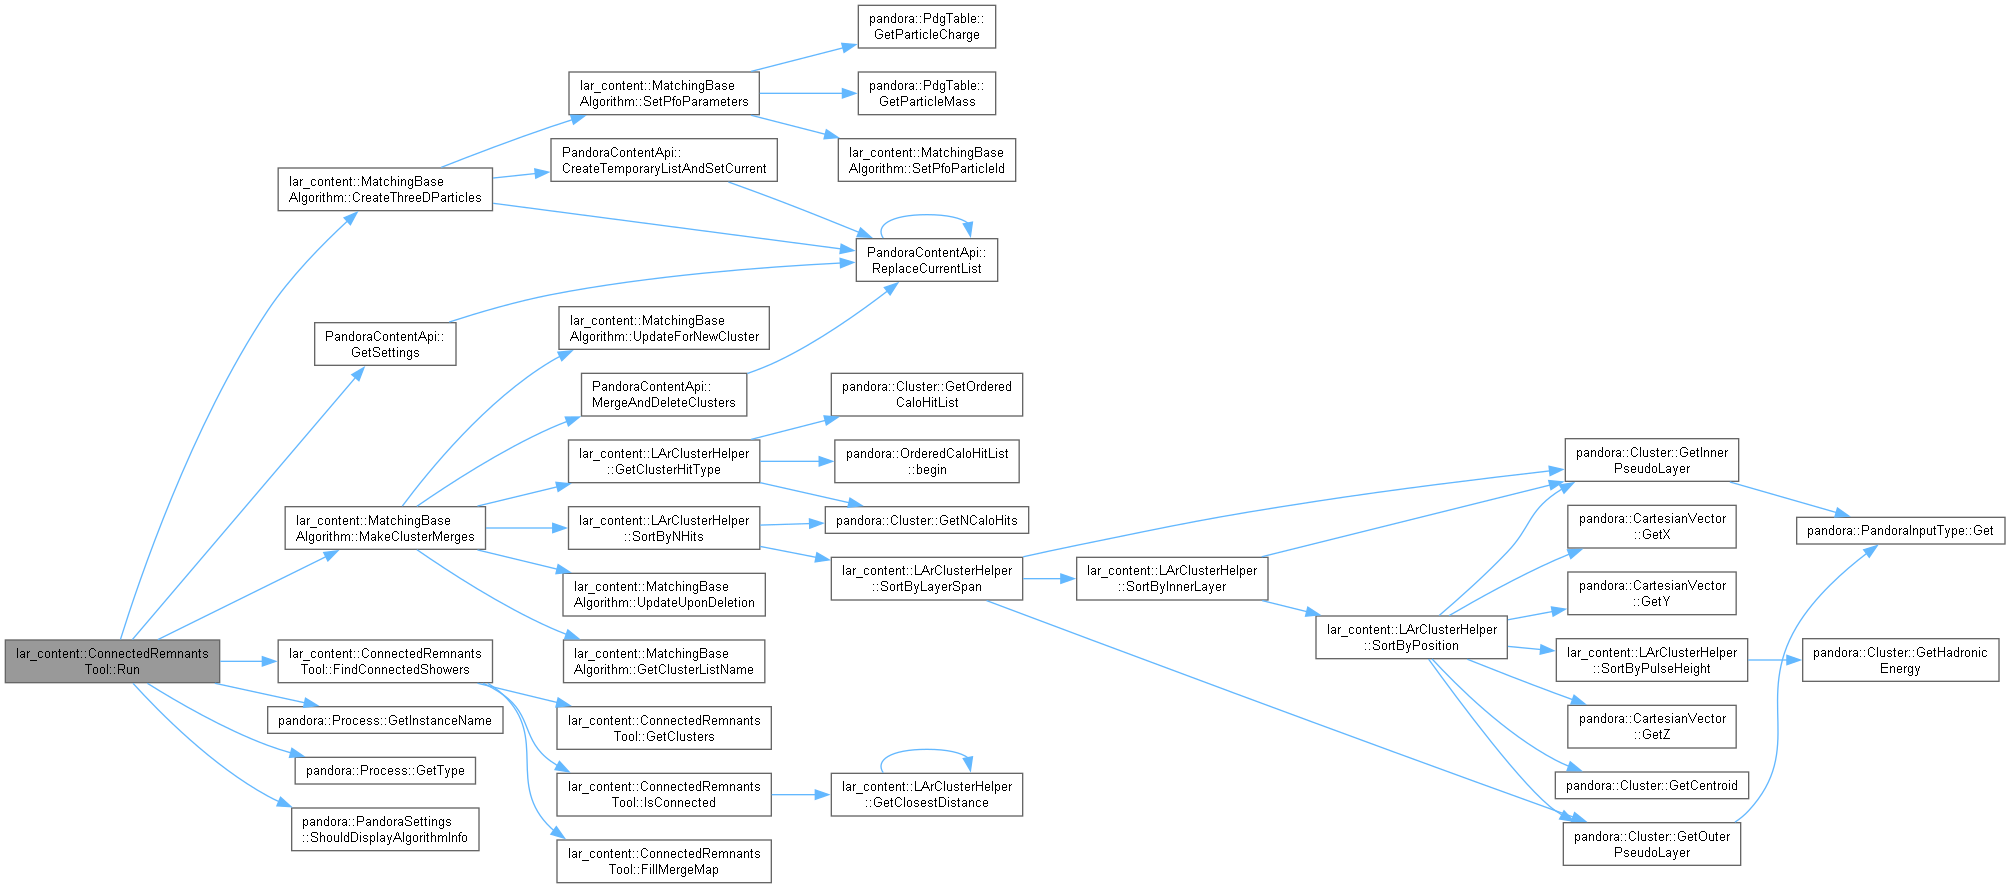 lar_content::ConnectedRemnants
Tool::Run
lar_content::MatchingBase
Algorithm::CreateThreeDParticles
PandoraContentApi::
GetSettings
lar_content::MatchingBase
Algorithm::MakeClusterMerges
lar_content::ConnectedRemnants
Tool::FindConnectedShowers
pandora::Process::GetInstanceName
pandora::Process::GetType
pandora::PandoraSettings
::ShouldDisplayAlgorithmInfo
lar_content::MatchingBase
Algorithm::SetPfoParameters
PandoraContentApi::
CreateTemporaryListAndSetCurrent
lar_content::MatchingBase
Algorithm::UpdateForNewCluster
PandoraContentApi::
MergeAndDeleteClusters
lar_content::LArClusterHelper
::GetClusterHitType
lar_content::LArClusterHelper
::SortByNHits
lar_content::MatchingBase
Algorithm::UpdateUponDeletion
lar_content::MatchingBase
Algorithm::GetClusterListName
lar_content::ConnectedRemnants
Tool::GetClusters
lar_content::ConnectedRemnants
Tool::IsConnected
lar_content::ConnectedRemnants
Tool::FillMergeMap
pandora::PdgTable::
GetParticleCharge
pandora::PdgTable::
GetParticleMass
lar_content::MatchingBase
Algorithm::SetPfoParticleId
PandoraContentApi::
ReplaceCurrentList
pandora::Cluster::GetOrdered
CaloHitList
pandora::OrderedCaloHitList
::begin
pandora::Cluster::GetNCaloHits
lar_content::LArClusterHelper
::SortByLayerSpan
lar_content::LArClusterHelper
::GetClosestDistance
lar_content::LArClusterHelper
::SortByInnerLayer
lar_content::LArClusterHelper
::SortByPosition
pandora::Cluster::GetInner
PseudoLayer
pandora::CartesianVector
::GetX
pandora::CartesianVector
::GetY
lar_content::LArClusterHelper
::SortByPulseHeight
pandora::CartesianVector
::GetZ
pandora::Cluster::GetCentroid
pandora::Cluster::GetOuter
PseudoLayer
pandora::PandoraInputType::Get
pandora::Cluster::GetHadronic
Energy